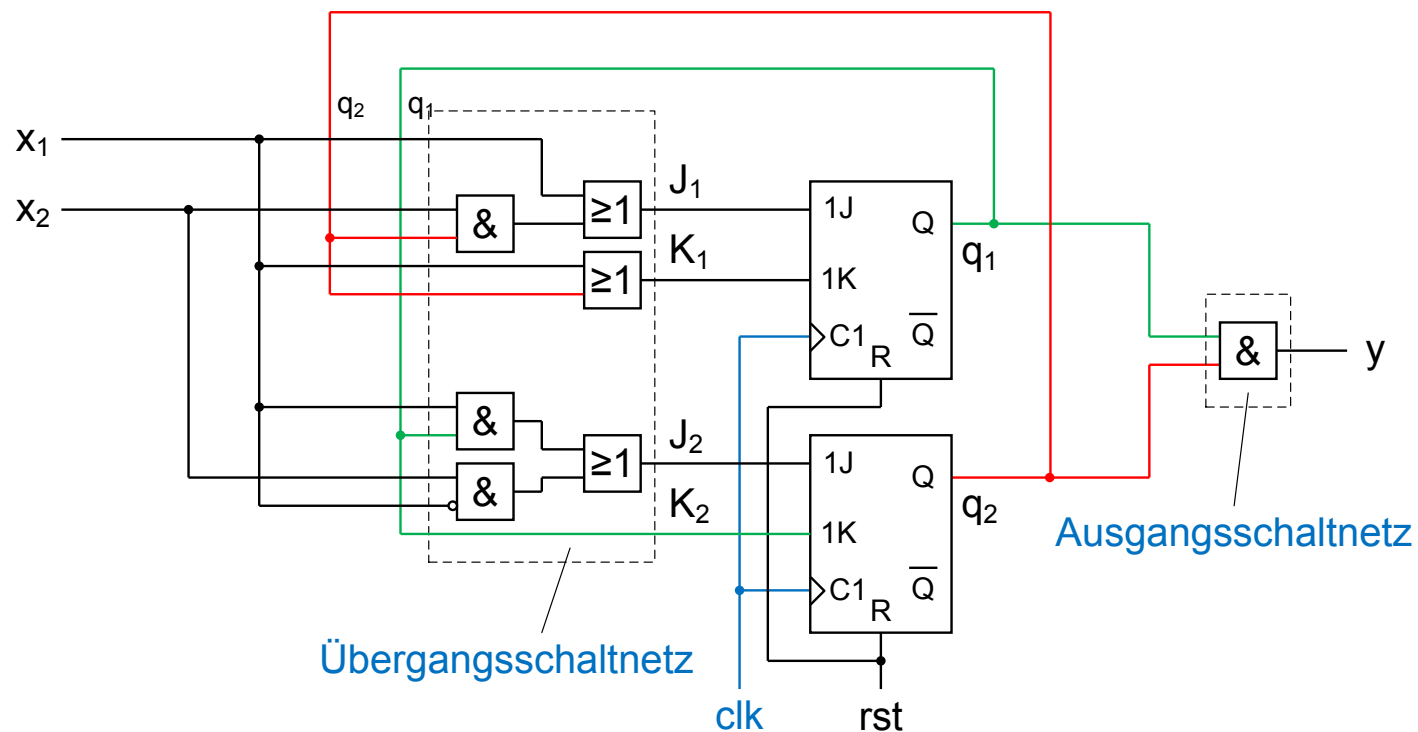 q₂ q₁
x₁
x₂
& ≥1 J₁
≥1 K₁
1J Q
1K
C1 Q̅
R
q₁
& y
&
& ≥1 J₂
K₂
1J Q
1K
C1 Q̅
R
q₂
Ausgangsschaltnetz
Übergangsschaltnetz
clk rst